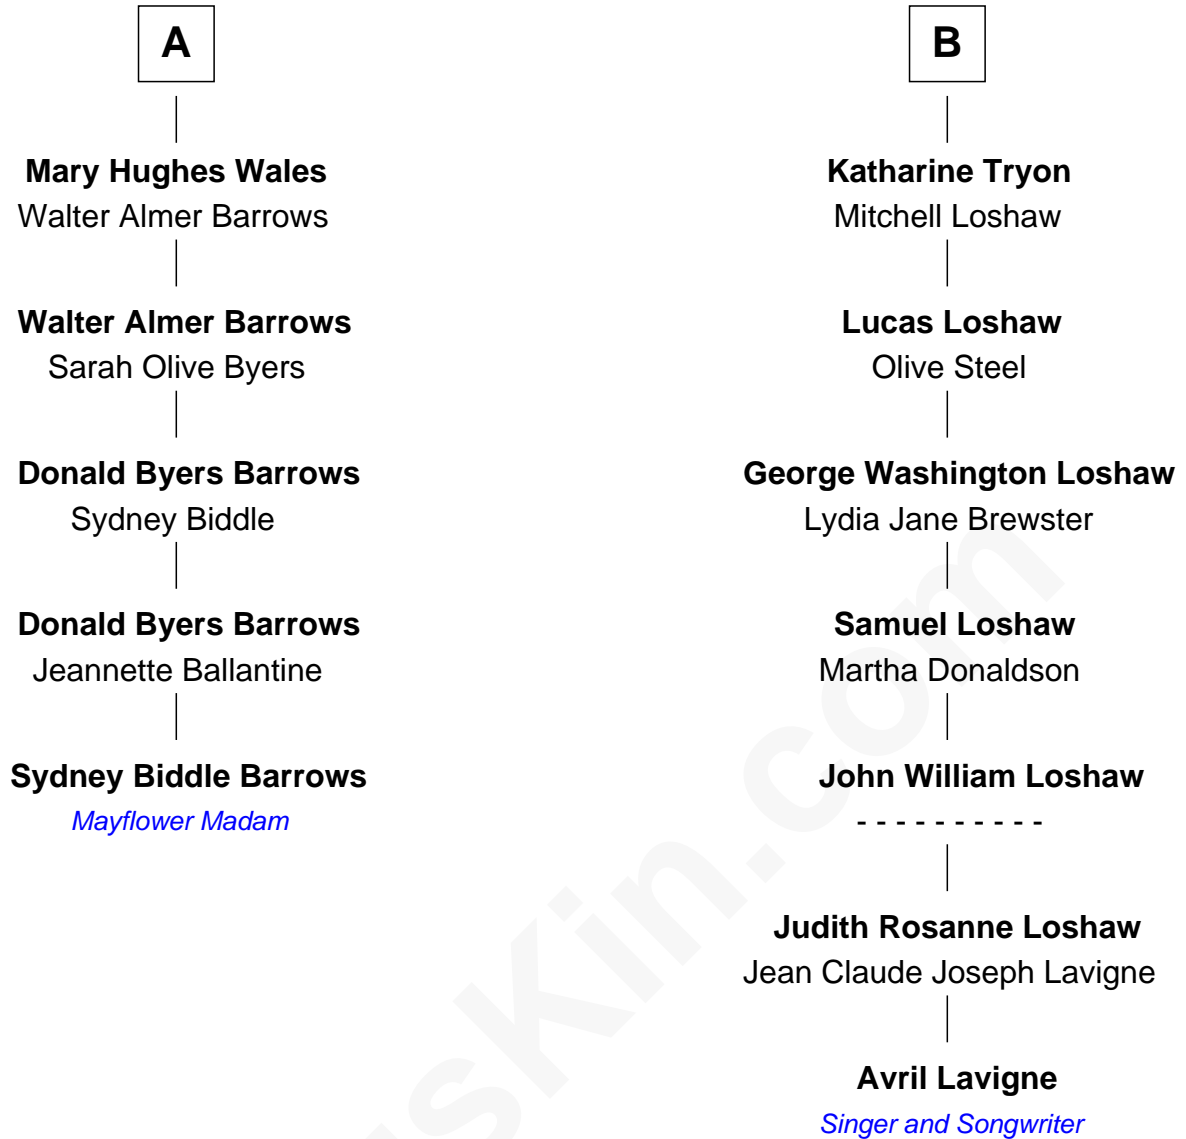 A
B
Mary Hughes Wales
Walter Almer Barrows
Katharine Tryon
Mitchell Loshaw
Walter Almer Barrows
Sarah Olive Byers
Lucas Loshaw
Olive Steel
Donald Byers Barrows
Sydney Biddle
George Washington Loshaw
Lydia Jane Brewster
Donald Byers Barrows
Jeannette Ballantine
Samuel Loshaw
Martha Donaldson
Sydney Biddle Barrows
Mayflower Madam
John William Loshaw
- - - - - - - - - -
Judith Rosanne Loshaw
Jean Claude Joseph Lavigne
Avril Lavigne
Singer and Songwriter